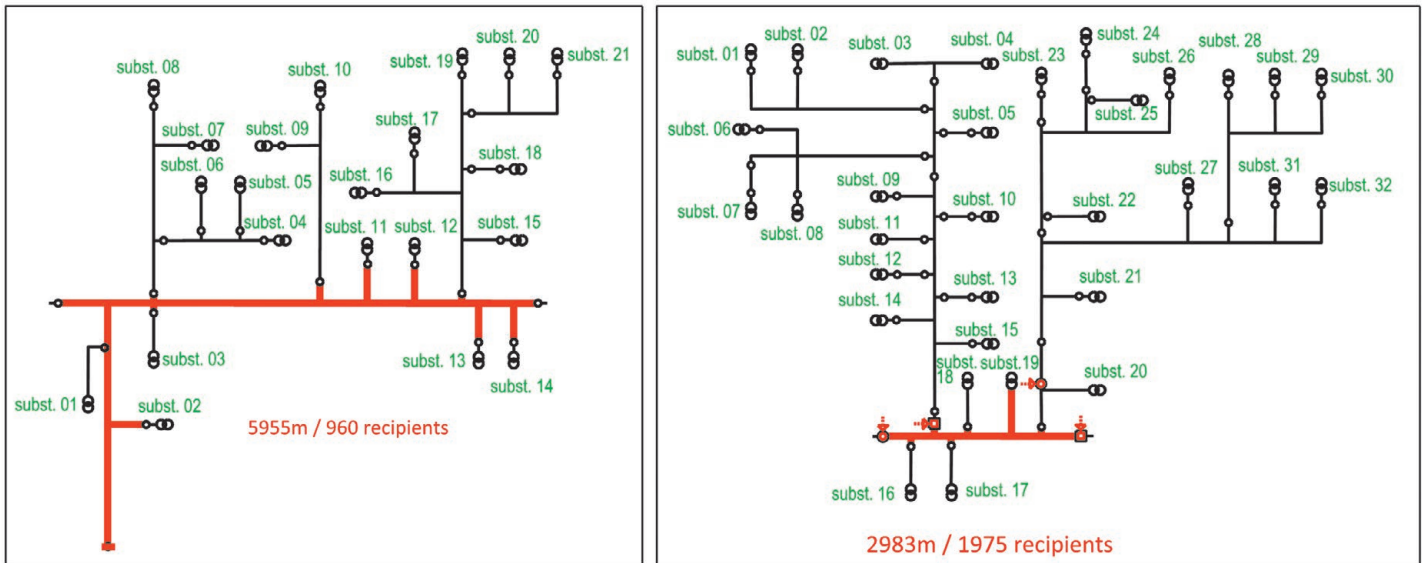 subst. 20
subst. 19
subst. 21
subst. 08
subst. 10
subst. 17
subst. 07
subst. 09
subst. 06
subst. 18
subst. 16
subst. 05
subst. 04
subst. 11
subst. 12
subst. 15
subst. 03
subst. 13
subst. 14
subst. 01
subst. 02
5955m / 960 recipients
subst. 01
subst. 02
subst. 03
subst. 04
subst. 24
subst. 28
subst. 23
subst. 26
subst. 29
subst. 30
subst. 25
subst. 05
subst. 06
subst. 07
subst. 08
subst. 09
subst. 10
subst. 11
subst. 12
subst. 13
subst. 14
subst. 15
subst. 27
subst. 31
subst. 32
subst. 22
subst. 21
subst.
18
subst.19
subst. 20
subst. 16
subst. 17
2983m / 1975 recipients